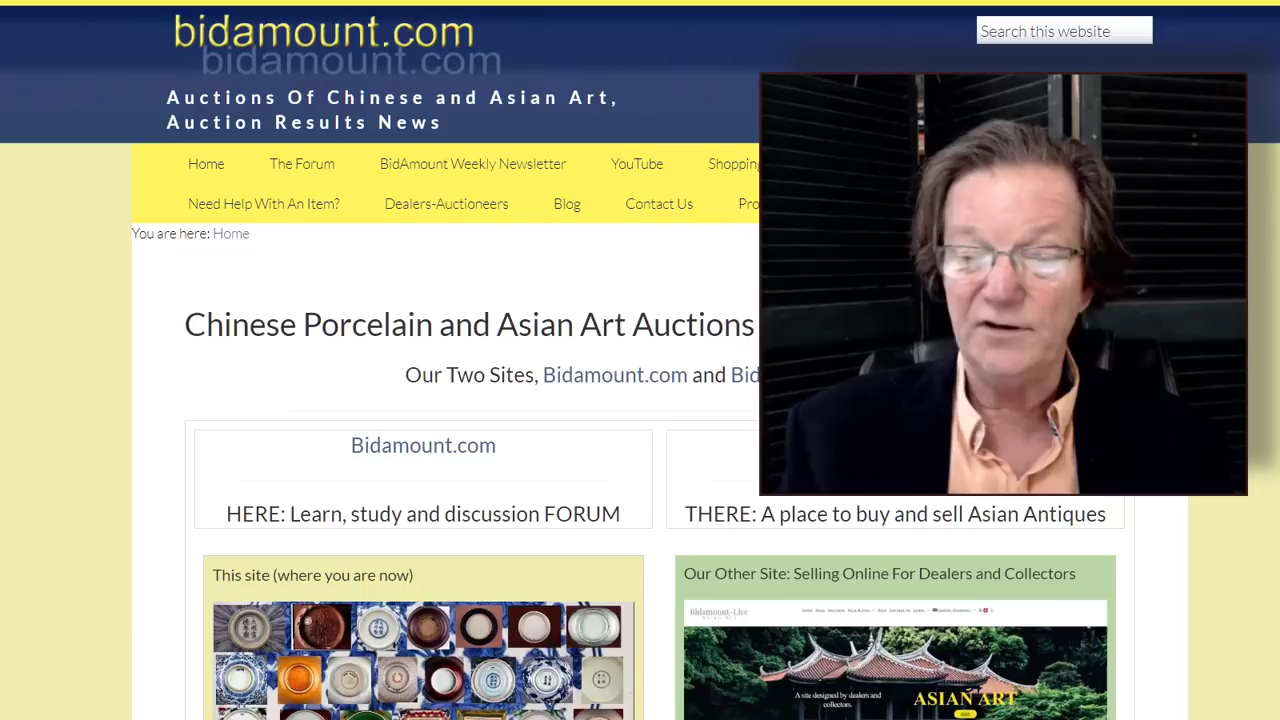 bidamount.com
bidamount.com
Search this website
Auctions Of Chinese and Asian Art,
Auction Results News
Home The Forum BidAmount Weekly Newsletter YouTube Shopping
Need Help With An Item? Dealers-Auctioneers Blog Contact Us Pro
You are here: Home
Chinese Porcelain and Asian Art Auctions
Our Two Sites, Bidamount.com and Bid
Bidamount.com
HERE: Learn, study and discussion FORUM
THERE: A place to buy and sell Asian Antiques
This site (where you are now)
Our Other Site: Selling Online For Dealers and Collectors
Bidamount-Live
Asian Art
A site designed by dealers and
collectors.
ASIAN ART